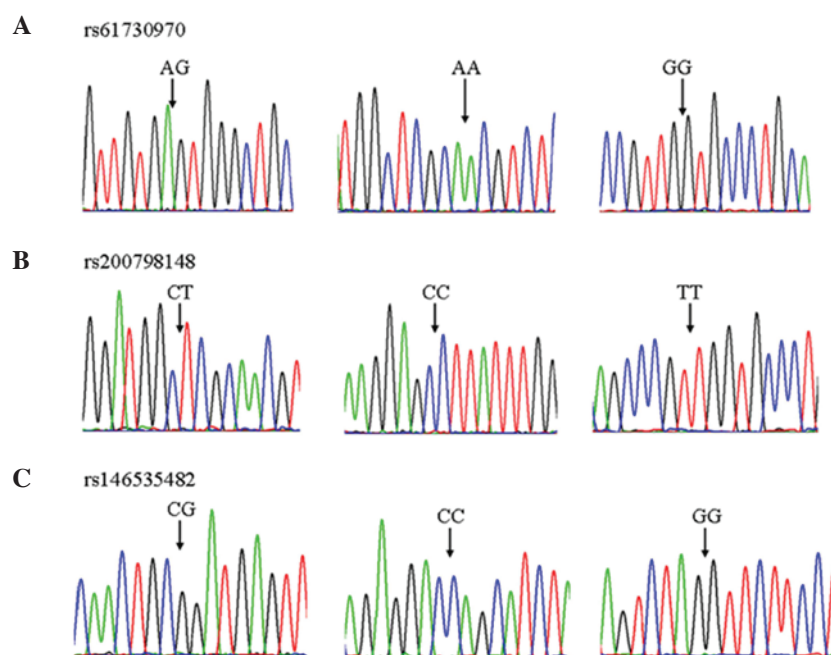 A rs61730970
AG AA GG
B rs200798148
CT CC TT
C rs146535482
CG CC GG